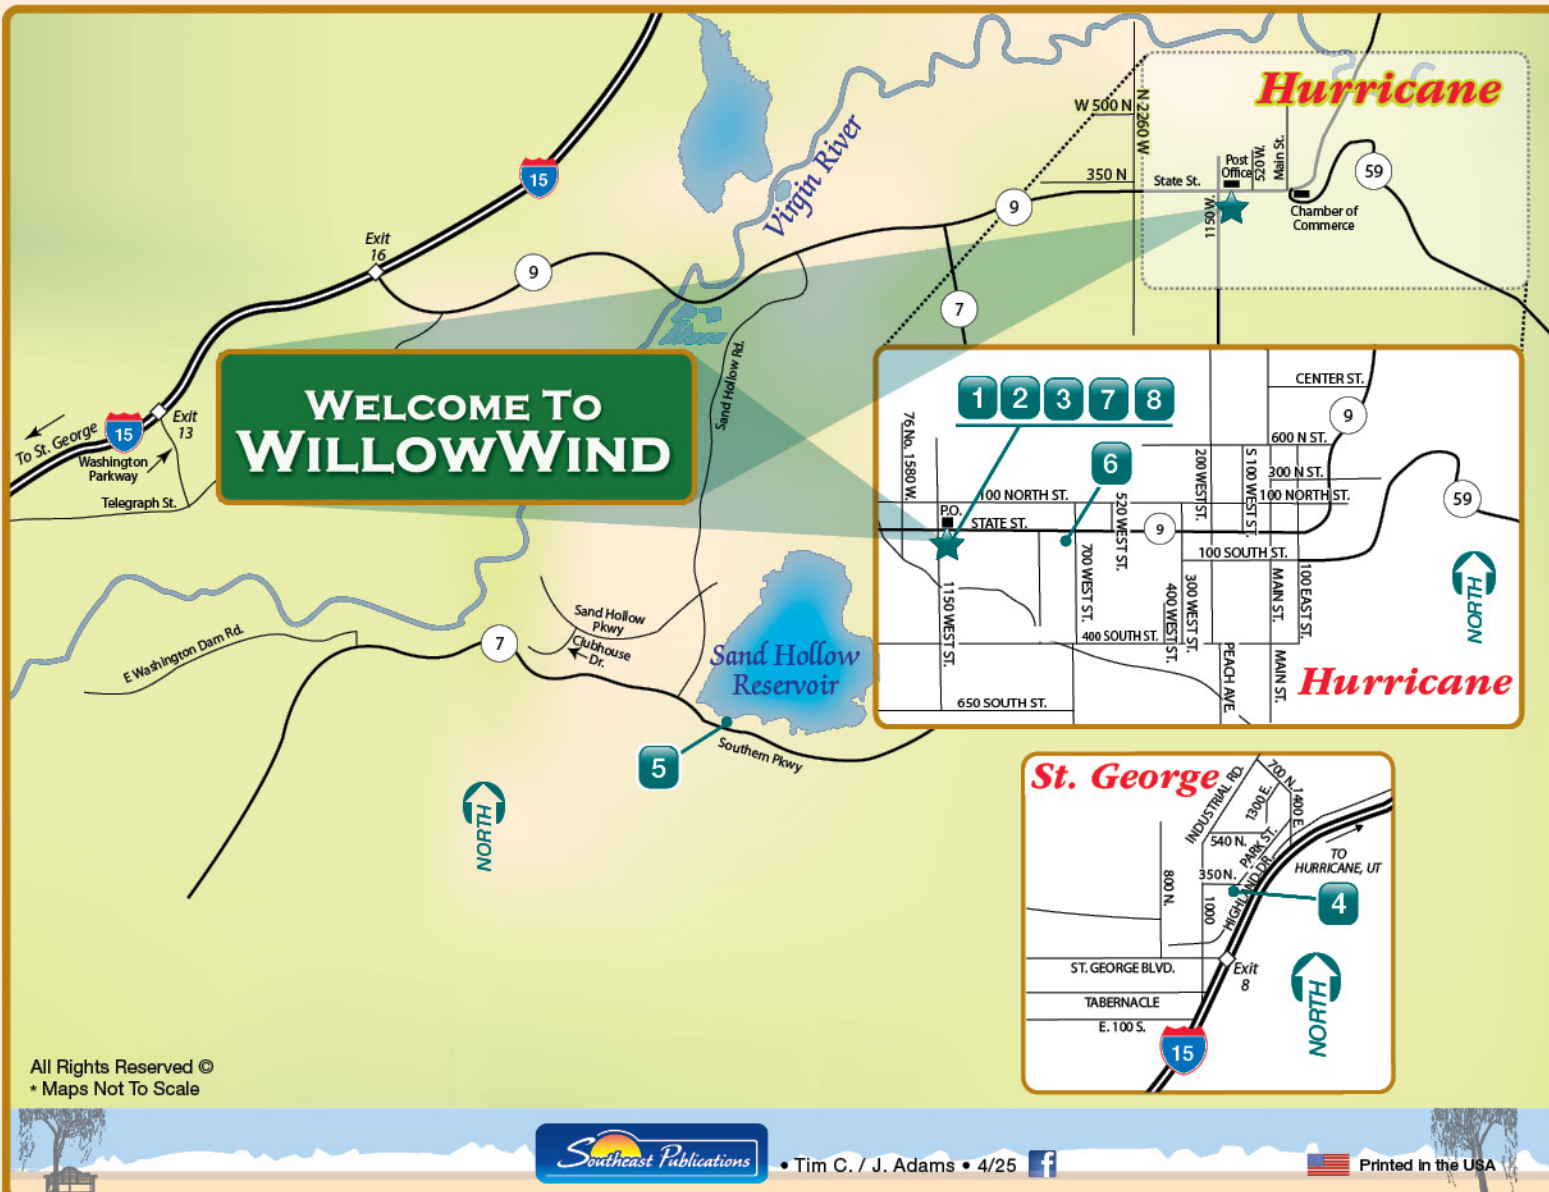 Hurricane
W 500 N
N 2260 W
350 N
State St.
Post
Office
520 W.
Main St.
1150 W.
Chamber of
Commerce
59
9
Virgin River
15
Exit
16
9
7
Sand Hollow Rd.
WELCOME TO
WILLOWWIND
Exit
13
To St. George
15
Washington
Parkway
Telegraph St.
E Washington Dam Rd.
7
Sand Hollow
Pkwy
Clubhouse
Dr.
Sand Hollow
Reservoir
5
Southern Pkwy
NORTH
1 2 3 7 8
6
CENTER ST.
9
76 No. 1580 W.
600 N ST.
200 WEST ST.
S 100 WEST ST.
300 N ST.
100 NORTH ST.
100 NORTH ST.
59
P.O.
STATE ST.
520 WEST ST.
9
100 SOUTH ST.
1150 WEST ST.
700 WEST ST.
400 WEST ST.
300 WEST ST.
MAIN ST.
100 EAST ST.
400 SOUTH ST.
PEACH AVE.
MAIN ST.
650 SOUTH ST.
NORTH
Hurricane
St. George
INDUSTRIAL RD.
700 N.
1300 E.
1400 E.
540 N.
PARK ST.
HIGHLAND DR.
350 N.
800 N.
1000
TO
HURRICANE, UT
4
ST. GEORGE BLVD.
Exit
8
TABERNACLE
E. 100 S.
15
NORTH
All Rights Reserved ©
* Maps Not To Scale
Southeast Publications
• Tim C. / J. Adams • 4/25
f
Printed In the USA